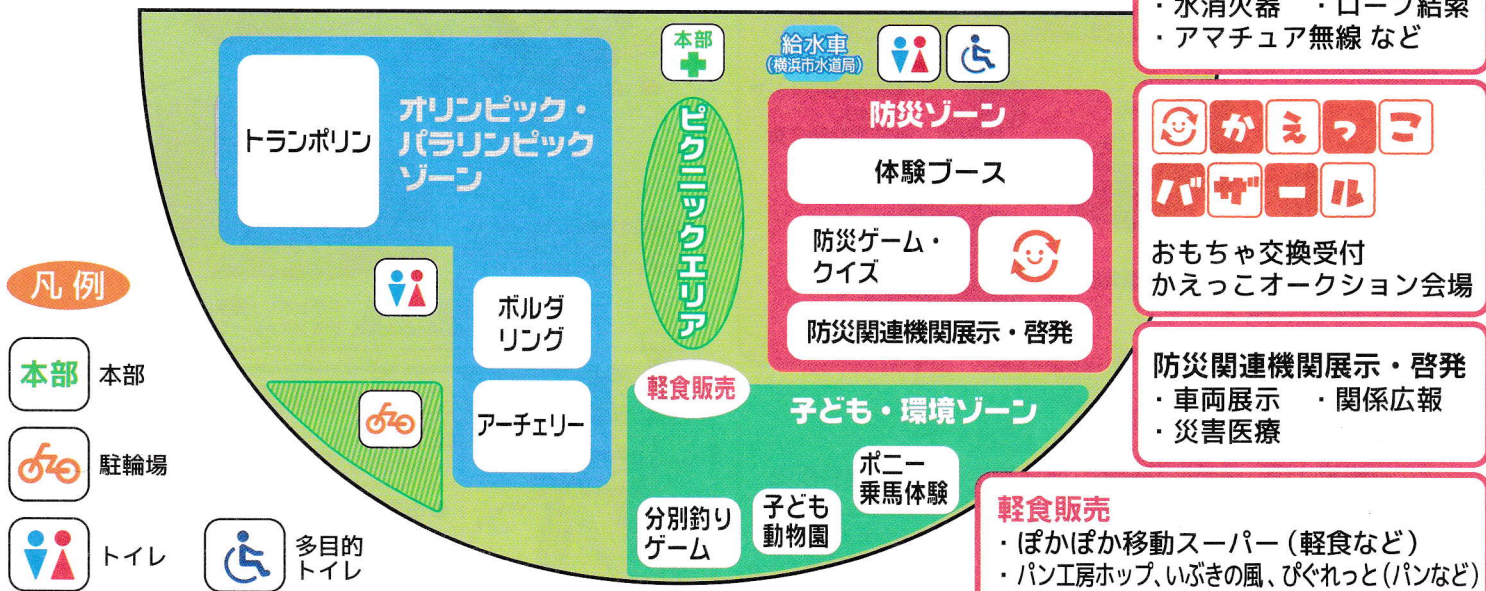 ・水消火器 ・ロープ結索
・アマチュア無線 など
本部
給水車
(横浜市水道局)
トランポリン
オリンピック・
パラリンピック
ゾーン
ピクニックエリア
防災ゾーン
体験ブース
防災ゲーム・
クイズ
防災関連機関展示・啓発
かえっこ
バザール
おもちゃ交換受付
かえっこオークション会場
凡例
本部 本部
駐輪場
トイレ
多目的
トイレ
ボルダ
リング
アーチェリー
軽食販売
子ども・環境ゾーン
ポニー
乗馬体験
子ども
動物園
分別釣り
ゲーム
防災関連機関展示・啓発
・車両展示 ・関係広報
・災害医療
軽食販売
・ぽかぽか移動スーパー(軽食など)
・パン工房ホップ、いぶきの風、ぴぐれっと(パンなど)